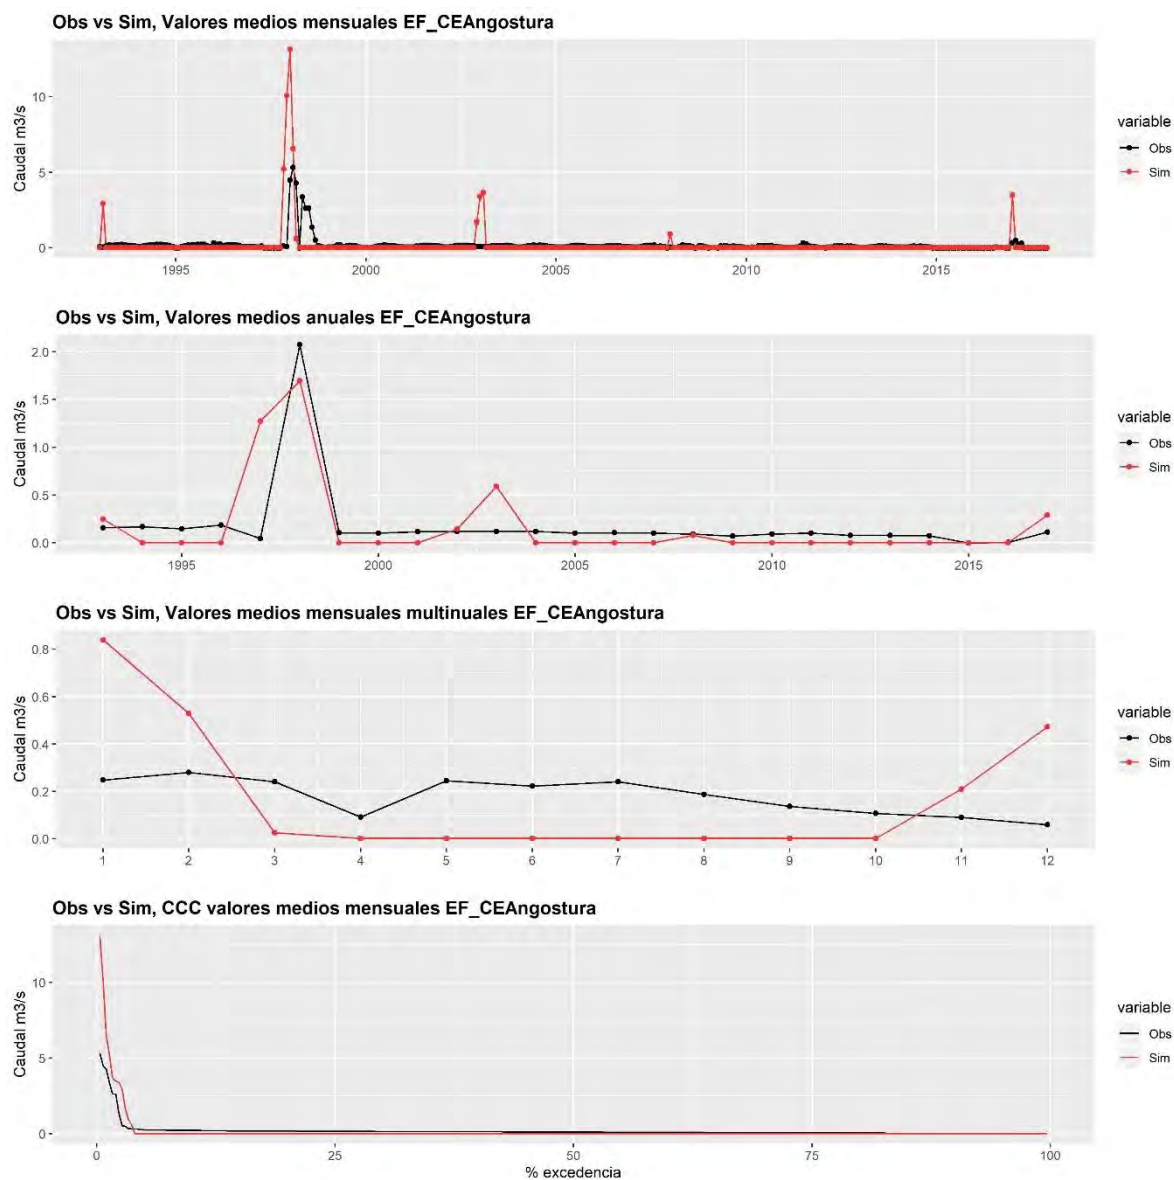 Obs vs Sim, Valores medios mensuales EF_CEAngostura
10
5
0
Caudal m3/s
1995
2000
2005
2010
2015
variable
Obs
Sim
Obs vs Sim, Valores medios anuales EF_CEAngostura
2.0
1.5
1.0
0.5
0.0
Caudal m3/s
1995
2000
2005
2010
2015
variable
Obs
Sim
Obs vs Sim, Valores medios mensuales multinuales EF_CEAngostura
0.8
0.6
0.4
0.2
0.0
Caudal m3/s
1
2
3
4
5
6
7
8
9
10
11
12
variable
Obs
Sim
Obs vs Sim, CCC valores medios mensuales EF_CEAngostura
10
5
0
Caudal m3/s
0
25
50
75
100
% excedencia
variable
Obs
Sim